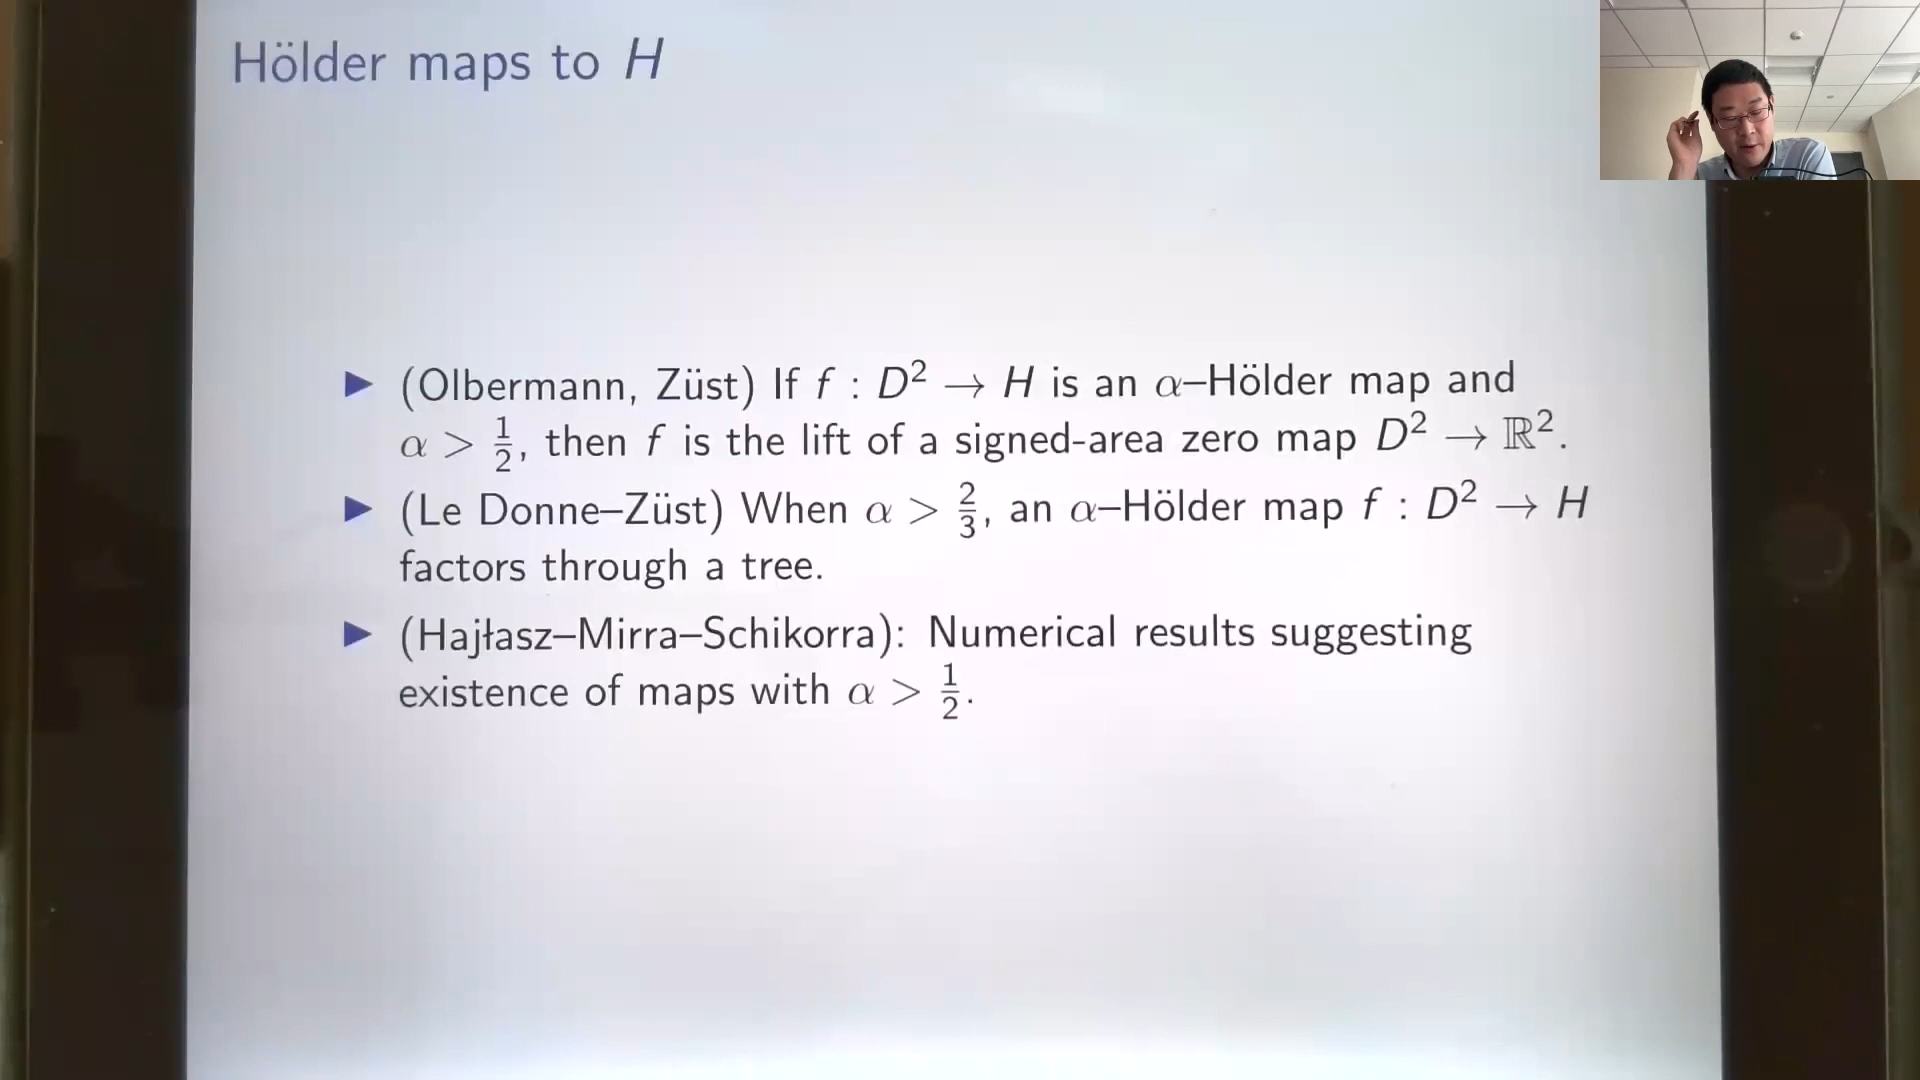 Hölder maps to H
▶ (Olbermann, Züst) If f : D² → H is an α–Hölder map and
α > 1/2, then f is the lift of a signed-area zero map D² → ℝ².
▶ (Le Donne–Züst) When α > 2/3, an α–Hölder map f : D² → H
factors through a tree.
▶ (Hajłasz–Mirra–Schikorra): Numerical results suggesting
existence of maps with α > 1/2.